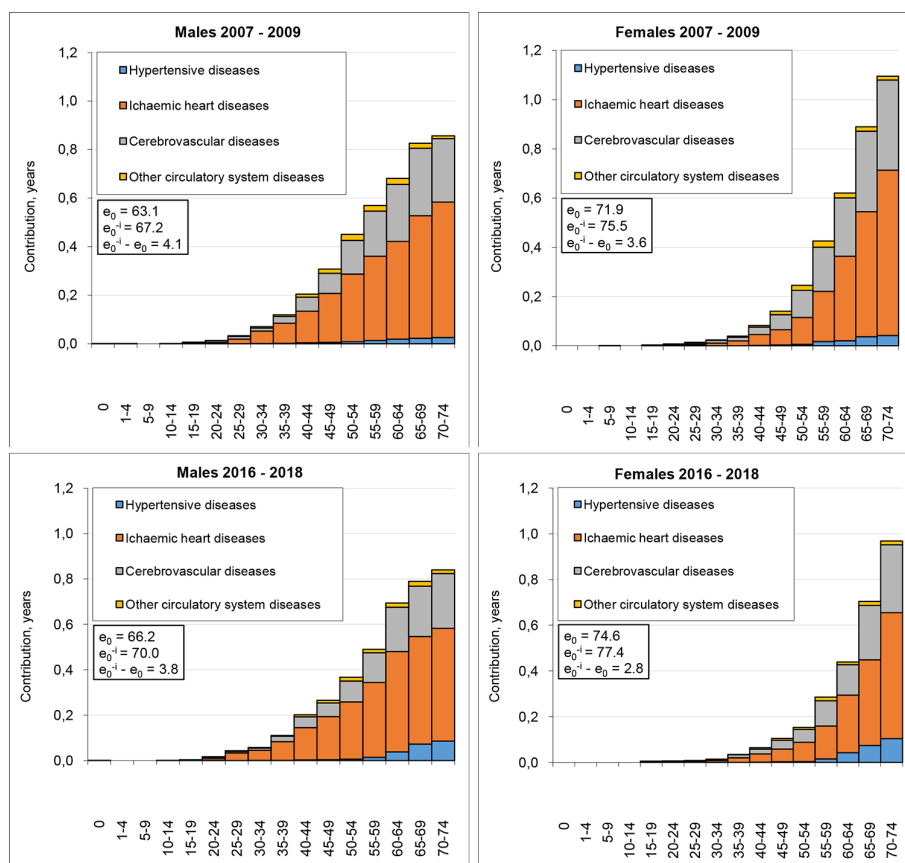 Males 2007 - 2009
1,2
1,0
0,8
0,6
0,4
0,2
0,0
Contribution, years
Hypertensive diseases
Ichaemic heart diseases
Cerebrovascular diseases
Other circulatory system diseases
e₀ = 63.1
e₀⁻ⁱ = 67.2
e₀⁻ⁱ - e₀ = 4.1
0
1-4
5-9
10-14
15-19
20-24
25-29
30-34
35-39
40-44
45-49
50-54
55-59
60-64
65-69
70-74
Females 2007 - 2009
1,2
1,0
0,8
0,6
0,4
0,2
0,0
Contribution, years
Hypertensive diseases
Ichaemic heart diseases
Cerebrovascular diseases
Other circulatory system diseases
e₀ = 71.9
e₀⁻ⁱ = 75.5
e₀⁻ⁱ - e₀ = 3.6
0
1-4
5-9
10-14
15-19
20-24
25-29
30-34
35-39
40-44
45-49
50-54
55-59
60-64
65-69
70-74
Males 2016 - 2018
1,2
1,0
0,8
0,6
0,4
0,2
0,0
Contribution, years
Hypertensive diseases
Ichaemic heart diseases
Cerebrovascular diseases
Other circulatory system diseases
e₀ = 66.2
e₀⁻ⁱ = 70.0
e₀⁻ⁱ - e₀ = 3.8
0
1-4
5-9
10-14
15-19
20-24
25-29
30-34
35-39
40-44
45-49
50-54
55-59
60-64
65-69
70-74
Females 2016 - 2018
1,2
1,0
0,8
0,6
0,4
0,2
0,0
Contribution, years
Hypertensive diseases
Ichaemic heart diseases
Cerebrovascular diseases
Other circulatory system diseases
e₀ = 74.6
e₀⁻ⁱ = 77.4
e₀⁻ⁱ - e₀ = 2.8
0
1-4
5-9
10-14
15-19
20-24
25-29
30-34
35-39
40-44
45-49
50-54
55-59
60-64
65-69
70-74